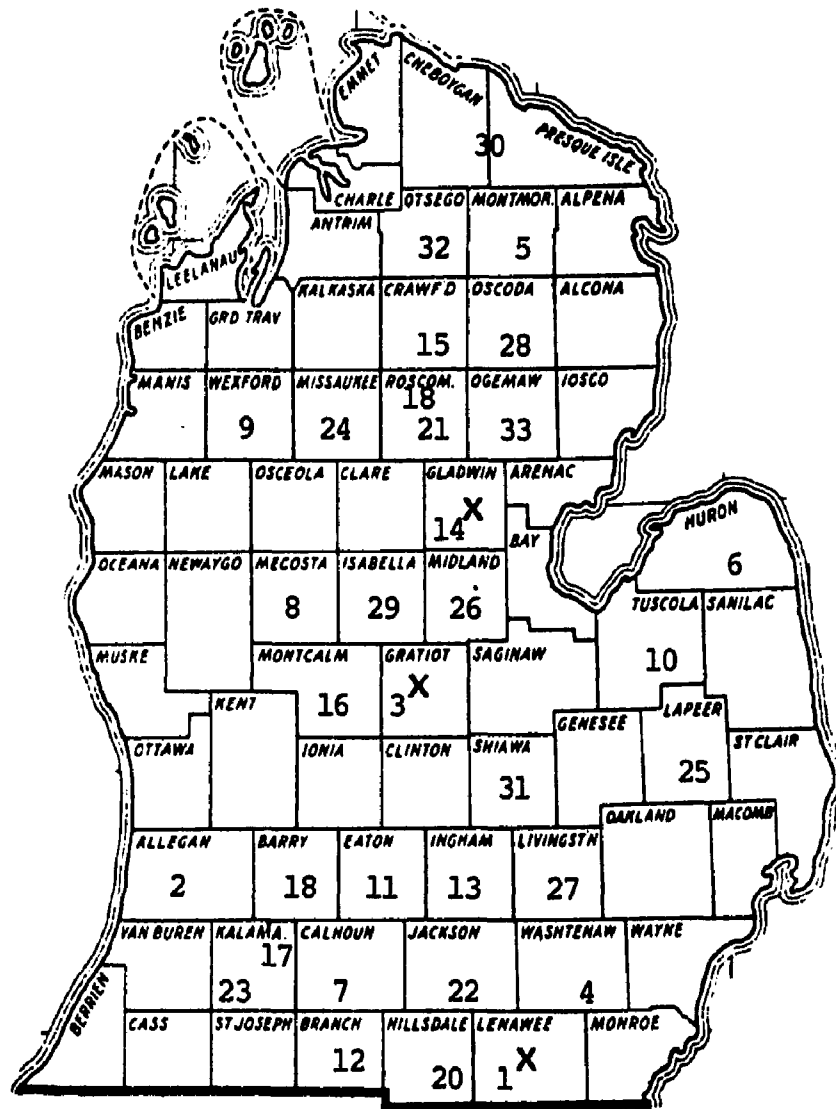 EMMET
CHEBOYGAN
PRESQUE ISLE
30
CHARLE
OTSEGO
MONTMOR.
ALPENA
ANTRIM
32
5
LEELANAU
KALKASKA
CRAWF'D
OSCODA
ALCONA
BENZIE
GRD TRAV
15
28
MANIS
WEXFORD
MISSAUKEE
ROSCOM.
OGEMAW
IOSCO
18
9
24
21
33
MASON
LAKE
OSCEOLA
CLARE
GLADWIN
ARENAC
14 X
BAY
HURON
6
OCEANA
NEWAYGO
MECOSTA
ISABELLA
MIDLAND
8
29
26
TUSCOLA
SANILAC
10
MUSKE
MONTCALM
GRATIOT
SAGINAW
KENT
16
3 X
GENESEE
LAPEER
OTTAWA
IONIA
CLINTON
SHIAWA
ST CLAIR
31
25
OAKLAND
MACOMB
ALLEGAN
BARRY
EATON
INGHAM
LIVINGSTN
2
18
11
13
27
VAN BUREN
KALAMA.
CALHOUN
JACKSON
WASHTENAW
WAYNE
17
23
7
22
4
BERRIEN
CASS
ST JOSEPH
BRANCH
HILLSDALE
LENAWEE
MONROE
12
20
1 X